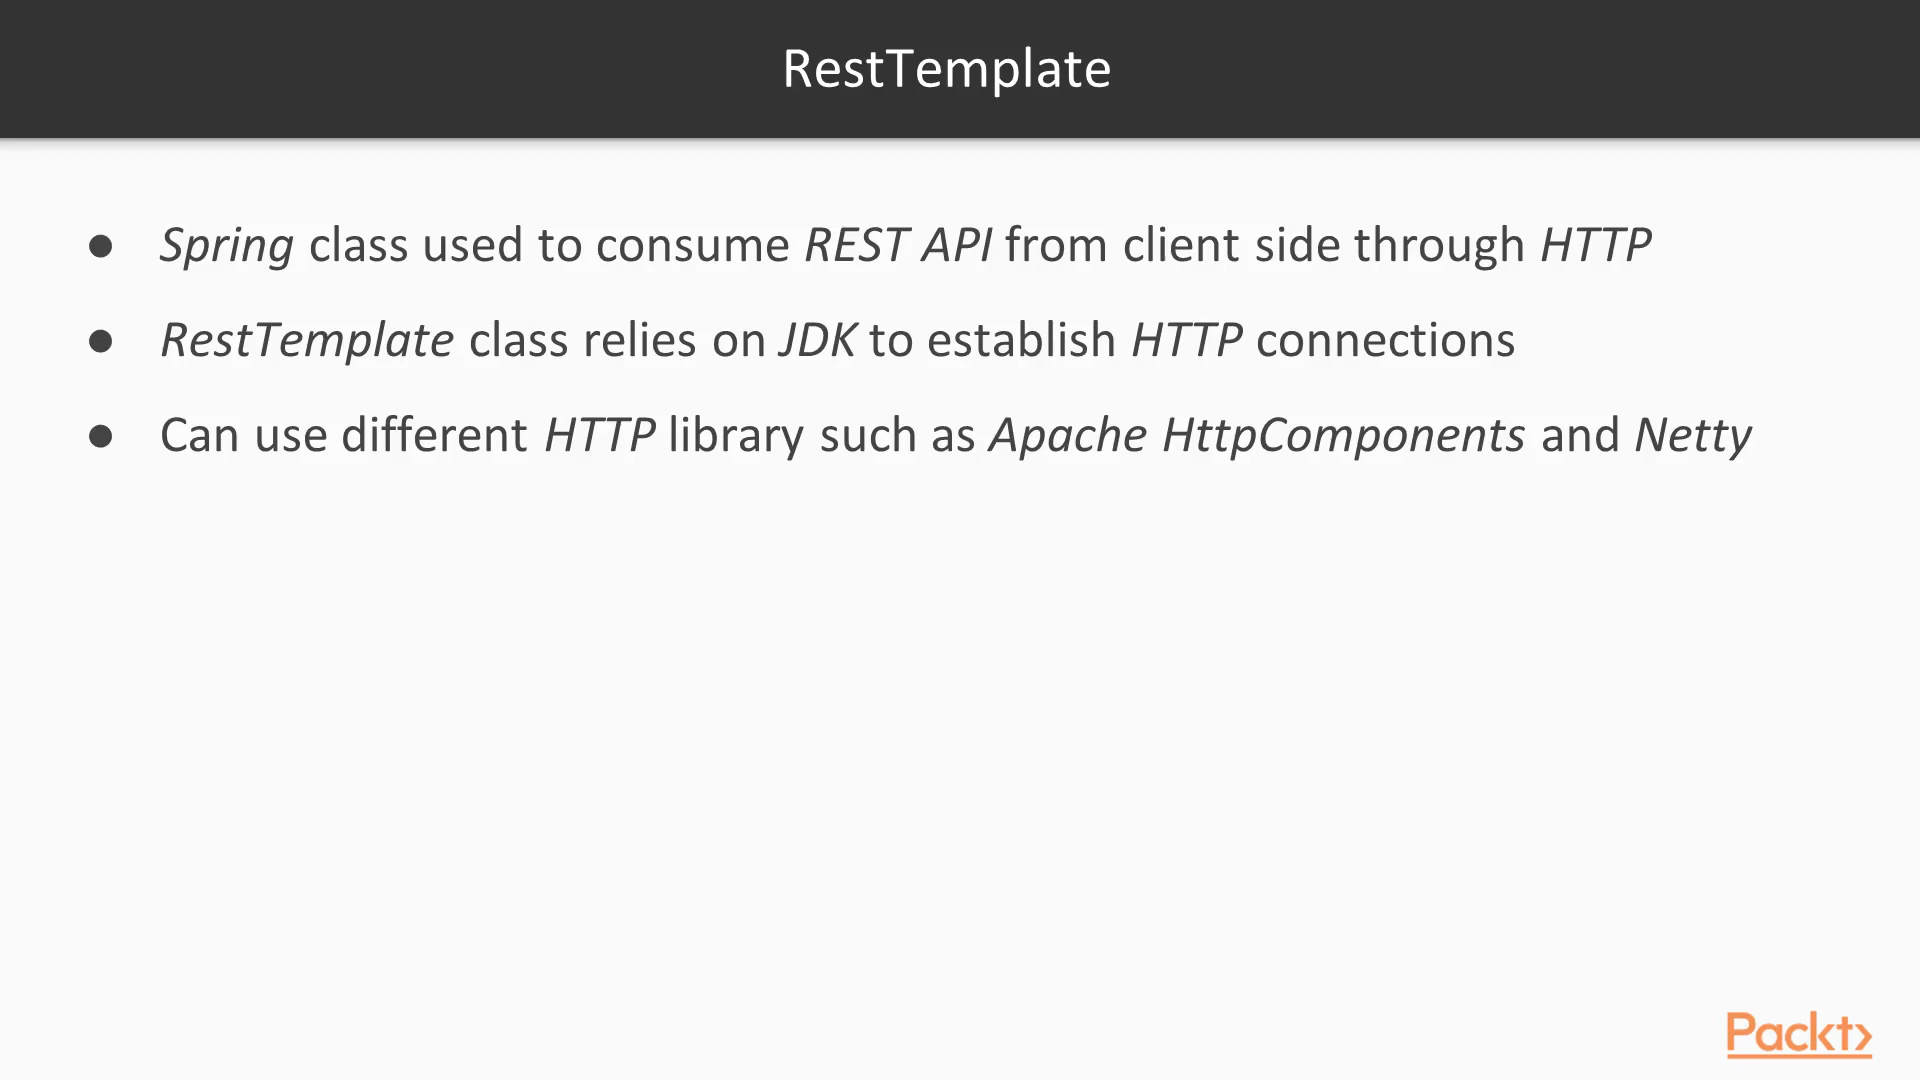 RestTemplate
● Spring class used to consume REST API from client side through HTTP
● RestTemplate class relies on JDK to establish HTTP connections
● Can use different HTTP library such as Apache HttpComponents and Netty
Packt>